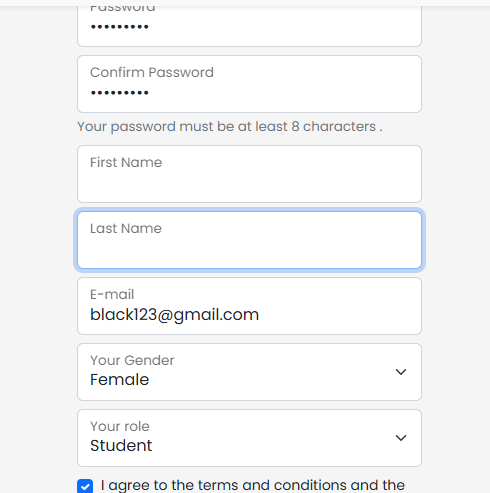 Password
•••••••••
Confirm Password
•••••••••
Your password must be at least 8 characters .
First Name
Last Name
E-mail
black123@gmail.com
Your Gender
Female
Your role
Student
I agree to the terms and conditions and the